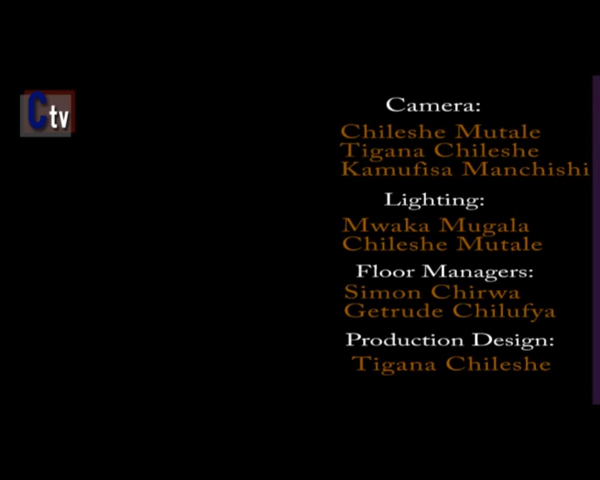 Ctv
Camera:
Chileshe Mutale
Tigana Chileshe
Kamufisa Manchishi
Lighting:
Mwaka Mugala
Chileshe Mutale
Floor Managers:
Simon Chirwa
Getrude Chilufya
Production Design:
Tigana Chileshe